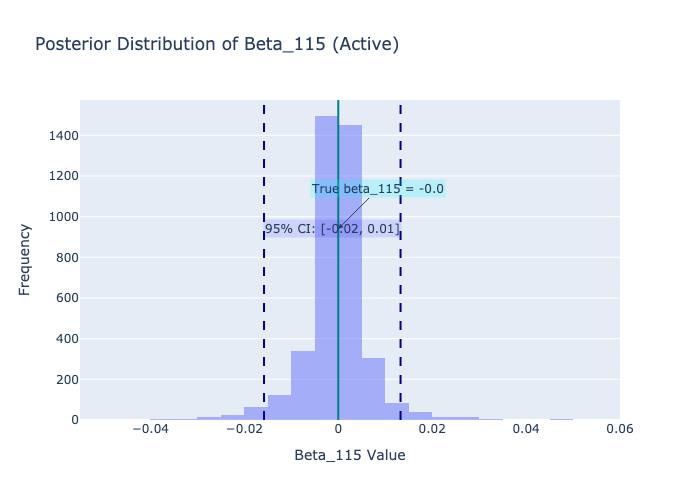 Posterior Distribution of Beta_115 (Active)
1400
1200
1000
800
600
400
200
0
Frequency
True beta_115 = -0.0
95% CI: [-0.02, 0.01]
−0.04
−0.02
0
0.02
0.04
0.06
Beta_115 Value